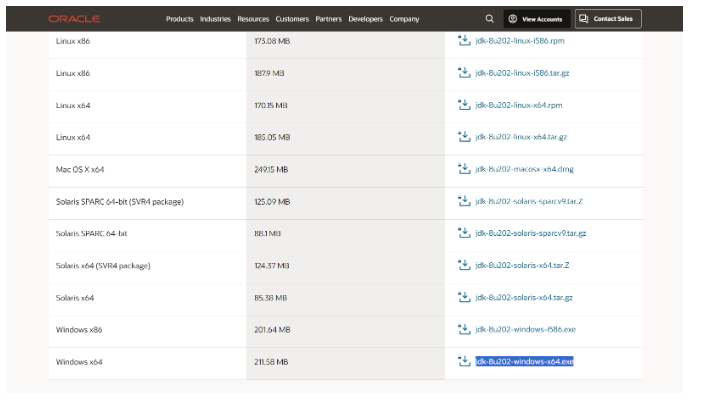 ORACLE Products Industries Resources Customers Partners Developers Company View Accounts Contact Sales
Linux x86 173.08 MB jdk-8u202-linux-i586.rpm
Linux x86 187.9 MB jdk-8u202-linux-i586.tar.gz
Linux x64 170.15 MB jdk-8u202-linux-x64.rpm
Linux x64 185.05 MB jdk-8u202-linux-x64.tar.gz
Mac OS X x64 249.15 MB jdk-8u202-macosx-x64.dmg
Solaris SPARC 64-bit (SVR4 package) 125.09 MB jdk-8u202-solaris-sparcv9.tar.Z
Solaris SPARC 64-bit 88.1 MB jdk-8u202-solaris-sparcv9.tar.gz
Solaris x64 (SVR4 package) 124.37 MB jdk-8u202-solaris-x64.tar.Z
Solaris x64 85.38 MB jdk-8u202-solaris-x64.tar.gz
Windows x86 201.64 MB jdk-8u202-windows-i586.exe
Windows x64 211.58 MB jdk-8u202-windows-x64.exe